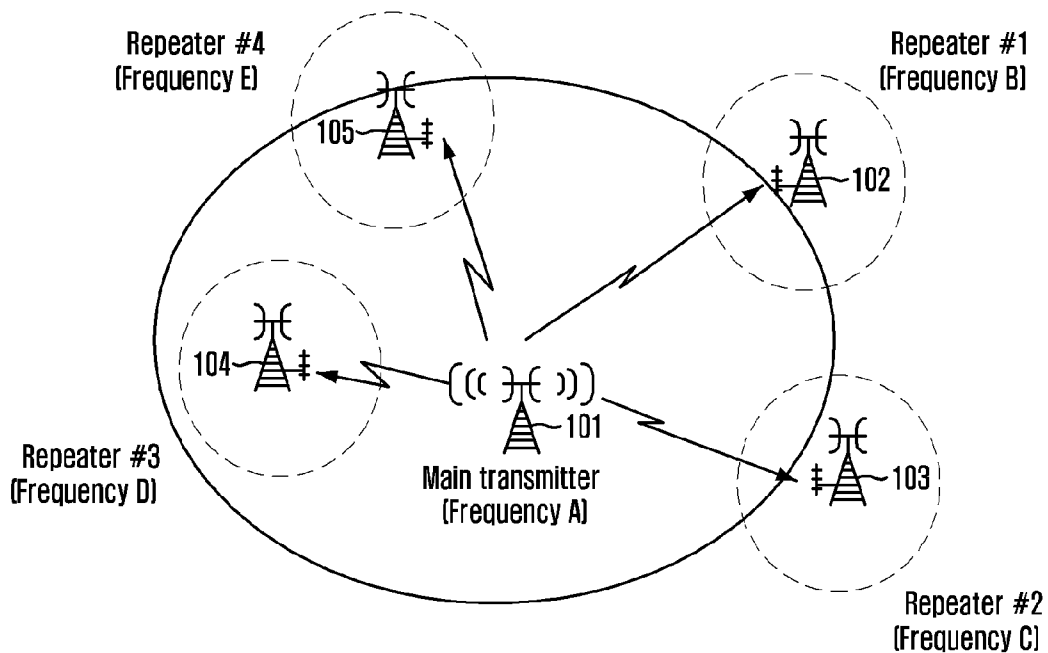 Repeater #4
(Frequency E)
Repeater #1
(Frequency B)
105
102
104
101
Main transmitter
(Frequency A)
103
Repeater #3
(Frequency D)
Repeater #2
(Frequency C)